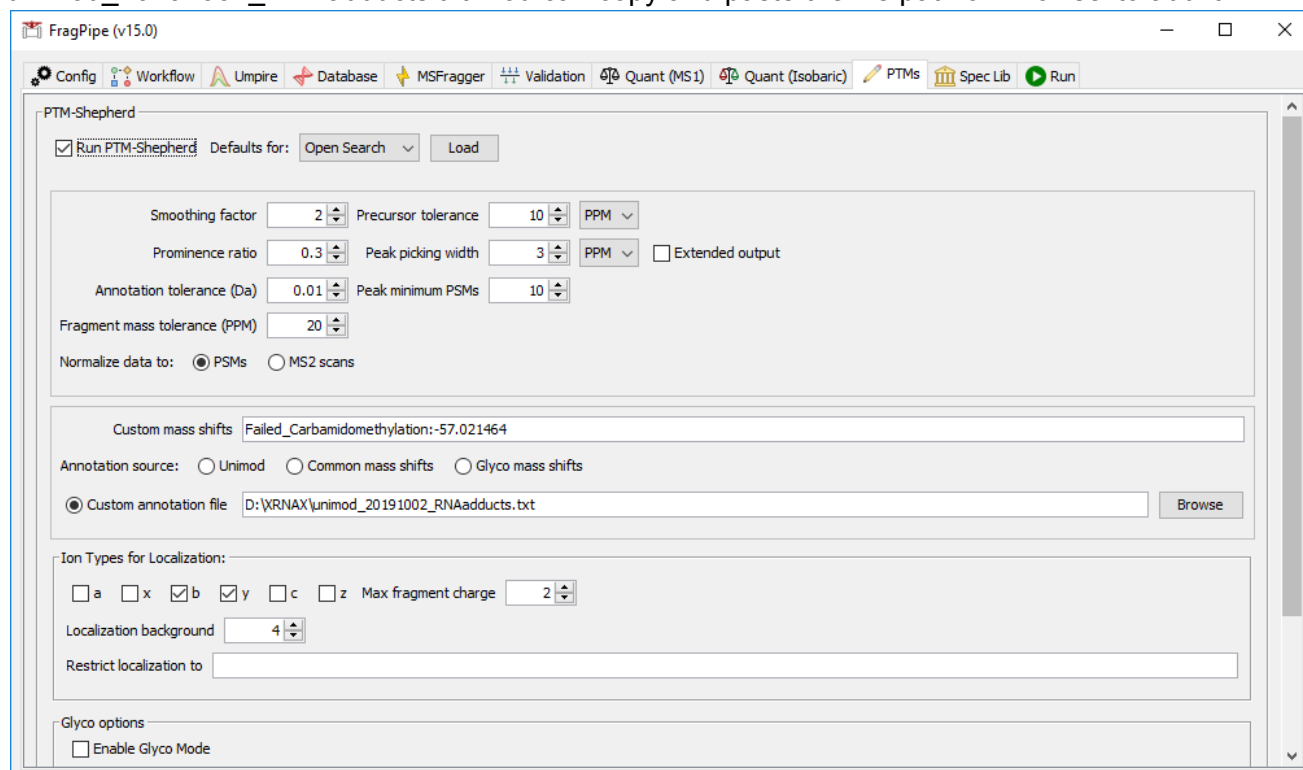 FragPipe (v15.0)
Config Workflow Umpire Database MSFragger Validation Quant (MS1) Quant (Isobaric) PTMs Spec Lib Run
PTM-Shepherd
Run PTM-Shepherd Defaults for: Open Search Load
Smoothing factor 2 Precursor tolerance 10 PPM
Prominence ratio 0.3 Peak picking width 3 PPM Extended output
Annotation tolerance (Da) 0.01 Peak minimum PSMs 10
Fragment mass tolerance (PPM) 20
Normalize data to: PSMs MS2 scans
Custom mass shifts Failed_Carbamidomethylation:-57.021464
Annotation source: Unimod Common mass shifts Glyco mass shifts
Custom annotation file D:\XRNAX\unimod_20191002_RNAadducts.txt Browse
Ion Types for Localization:
a x b y c z Max fragment charge 2
Localization background 4
Restrict localization to
Glyco options
Enable Glyco Mode